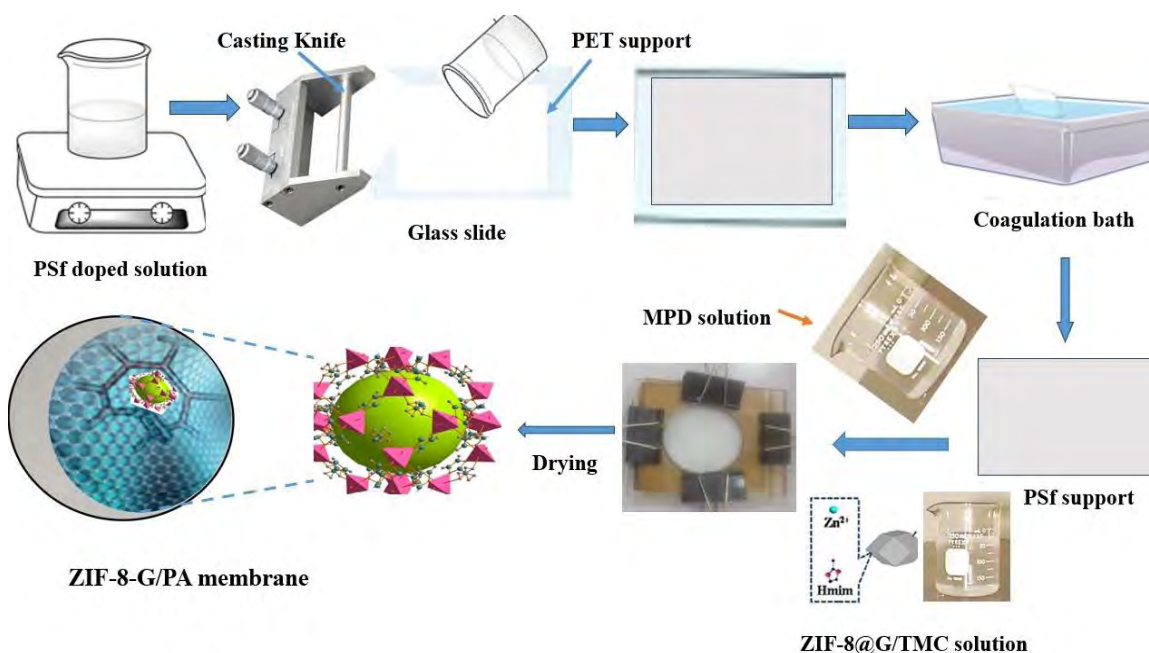 Casting Knife
PET support
Glass slide
PSf doped solution
Coagulation bath
MPD solution
Drying
PSf support
Zn²⁺
Hmim
ZIF-8-G/PA membrane
ZIF-8@G/TMC solution